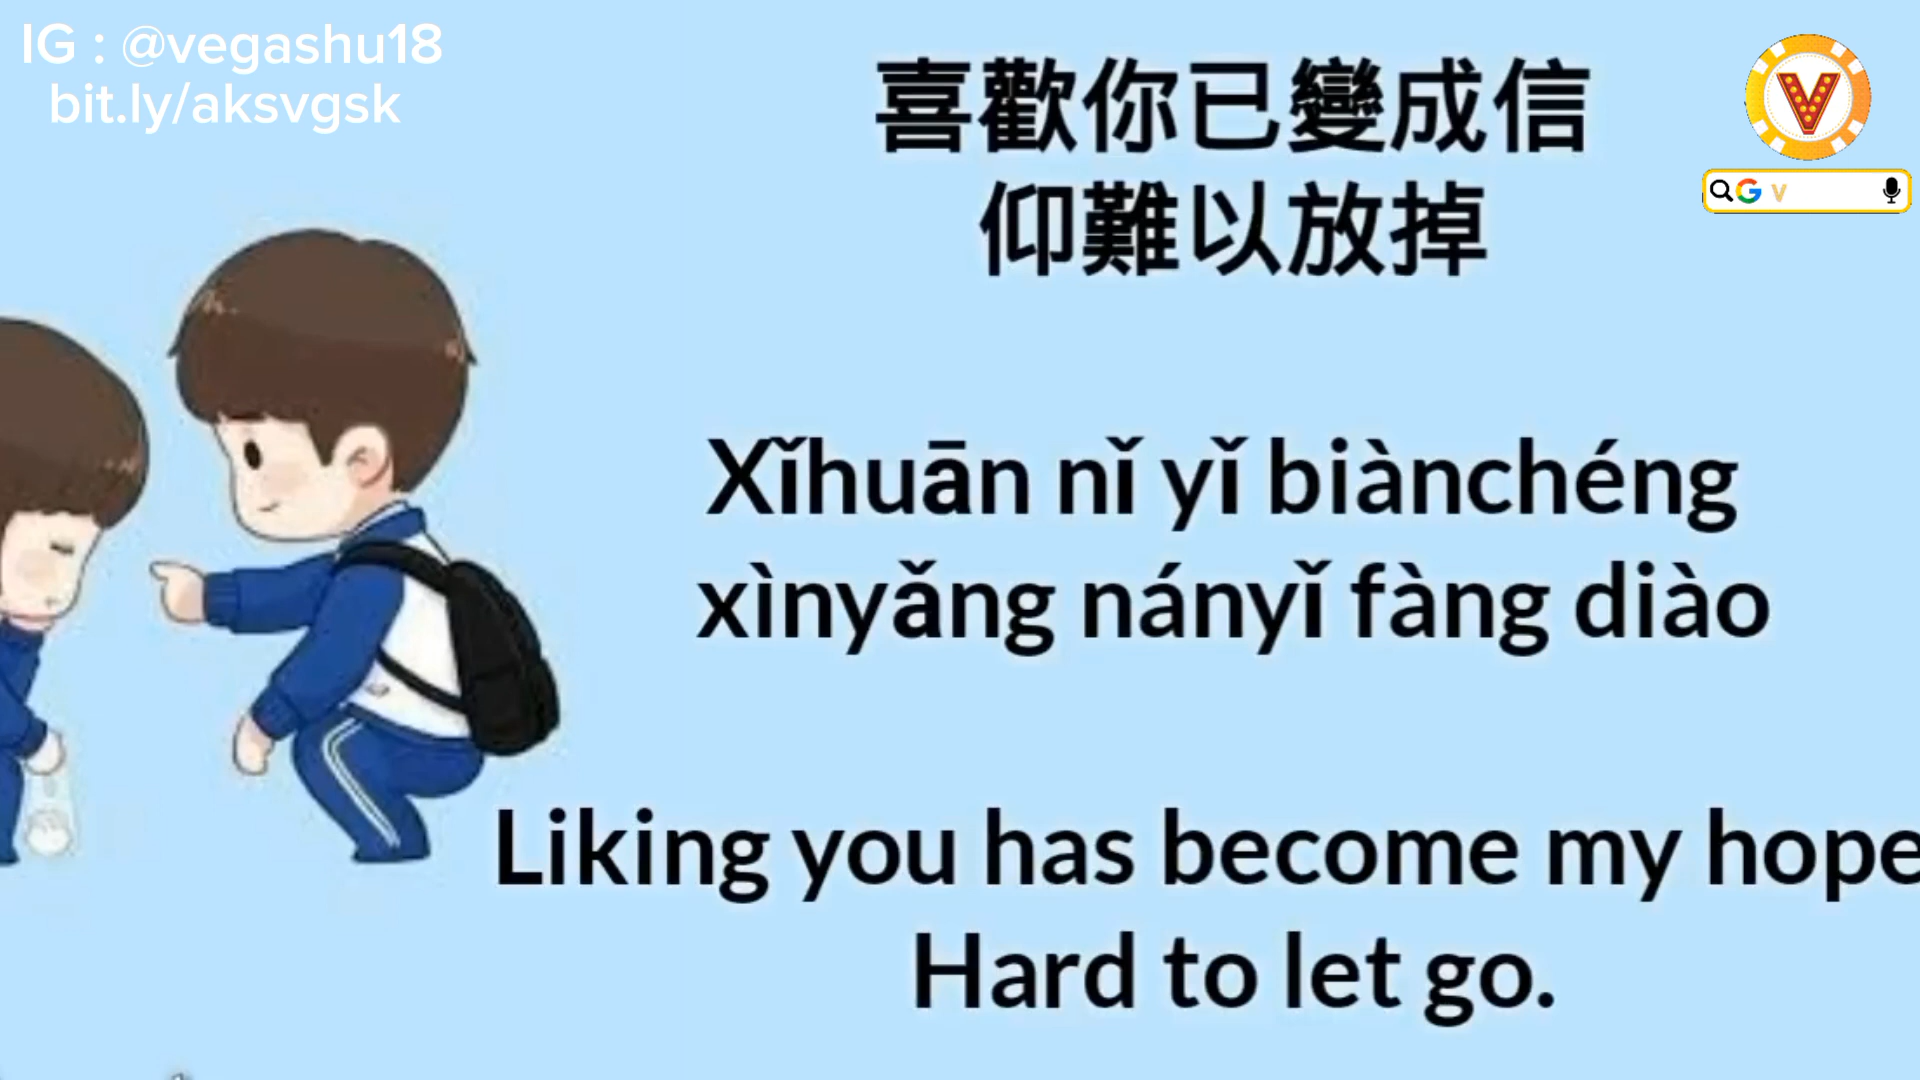 IG : @vegashu18
bit.ly/aksvgsk
V
G V
喜歡你已變成信
仰難以放掉
Xǐhuān nǐ yǐ biànchéng
xìnyǎng nányǐ fàng diào
Liking you has become my hope
Hard to let go.